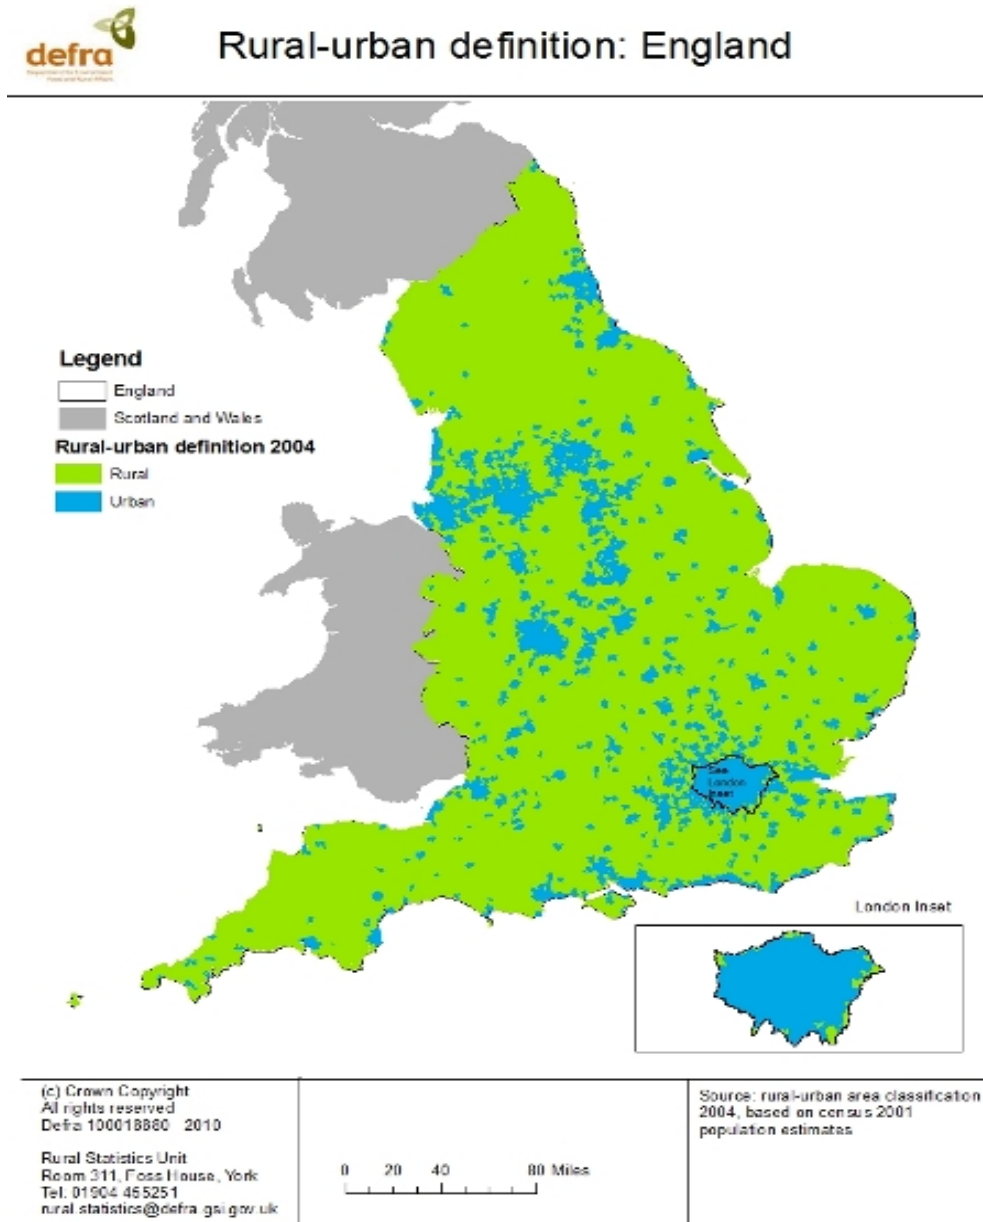 defra
Rural-urban definition: England
Legend
England
Scotland and Wales
Rural-urban definition 2004
Rural
Urban
See
London
Inset
London Inset
(c) Crown Copyright
All rights reserved
Defra 100018880 2010
Rural Statistics Unit
Room 311, Foss House, York
Tel: 01904 455251
rural.statistics@defra.gsi.gov.uk
0 20 40 80 Miles
Source: rural-urban area classification
2004, based on census 2001
population estimates